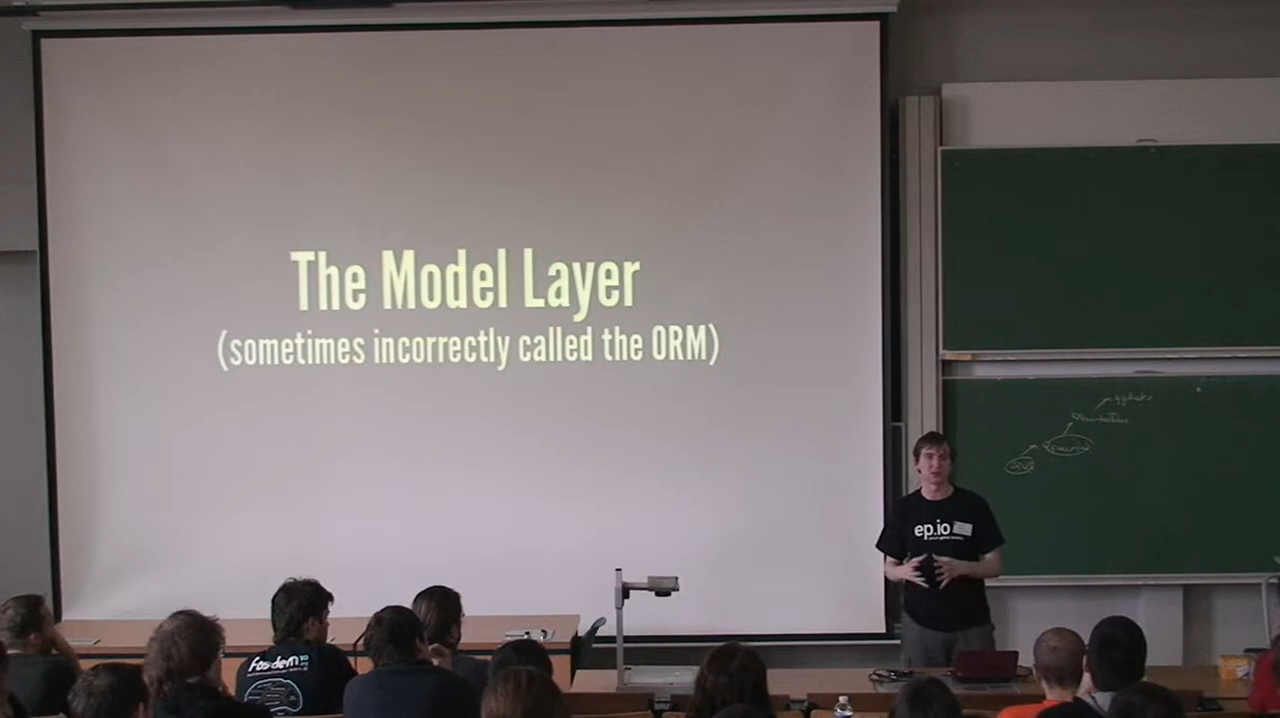 The Model Layer
(sometimes incorrectly called the ORM)
ep.io
fosdem